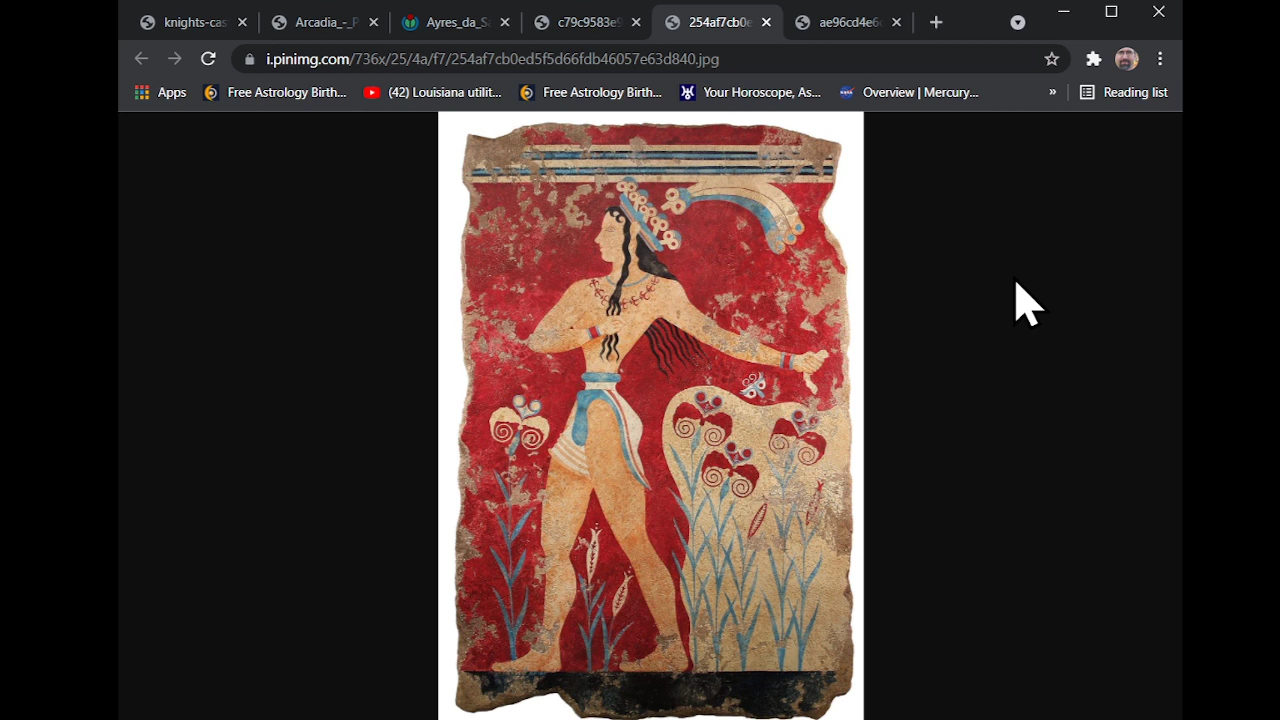 knights-cas
Arcadia_-_P
Ayres_da_S
c79c9583e9
254af7cb0e
ae96cd4e6
i.pinimg.com/736x/25/4a/f7/254af7cb0ed5f5d66fdb46057e63d840.jpg
Apps
Free Astrology Birth...
(42) Louisiana utilit...
Free Astrology Birth...
Your Horoscope, As...
Overview | Mercury...
»
Reading list